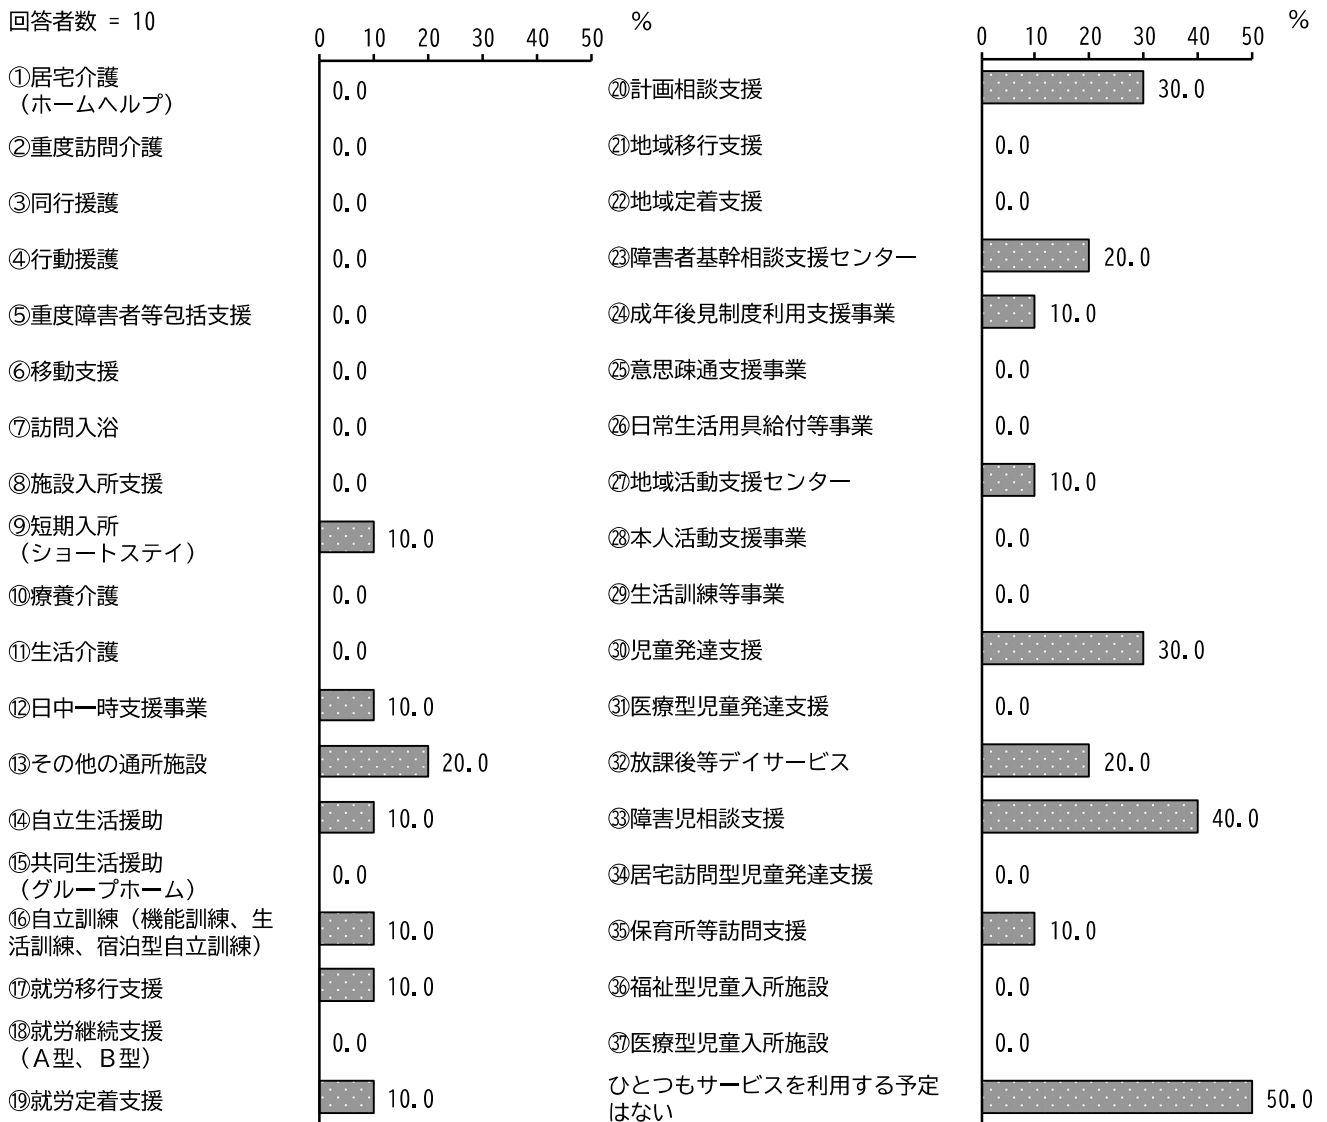 回答者数 = 10
%
0 10 20 30 40 50
①居宅介護
（ホームヘルプ）
0.0
②重度訪問介護
0.0
③同行援護
0.0
④行動援護
0.0
⑤重度障害者等包括支援
0.0
⑥移動支援
0.0
⑦訪問入浴
0.0
⑧施設入所支援
0.0
⑨短期入所
（ショートステイ）
10.0
⑩療養介護
0.0
⑪生活介護
0.0
⑫日中一時支援事業
10.0
⑬その他の通所施設
20.0
⑭自立生活援助
10.0
⑮共同生活援助
（グループホーム）
0.0
⑯自立訓練（機能訓練、生
活訓練、宿泊型自立訓練）
10.0
⑰就労移行支援
10.0
⑱就労継続支援
（Ａ型、Ｂ型）
0.0
⑲就労定着支援
10.0
%
0 10 20 30 40 50
⑳計画相談支援
30.0
㉑地域移行支援
0.0
㉒地域定着支援
0.0
㉓障害者基幹相談支援センター
20.0
㉔成年後見制度利用支援事業
10.0
㉕意思疎通支援事業
0.0
㉖日常生活用具給付等事業
0.0
㉗地域活動支援センター
10.0
㉘本人活動支援事業
0.0
㉙生活訓練等事業
0.0
㉚児童発達支援
30.0
㉛医療型児童発達支援
0.0
㉜放課後等デイサービス
20.0
㉝障害児相談支援
40.0
㉞居宅訪問型児童発達支援
0.0
㉟保育所等訪問支援
10.0
㊱福祉型児童入所施設
0.0
㊲医療型児童入所施設
0.0
ひとつもサービスを利用する予定
はない
50.0